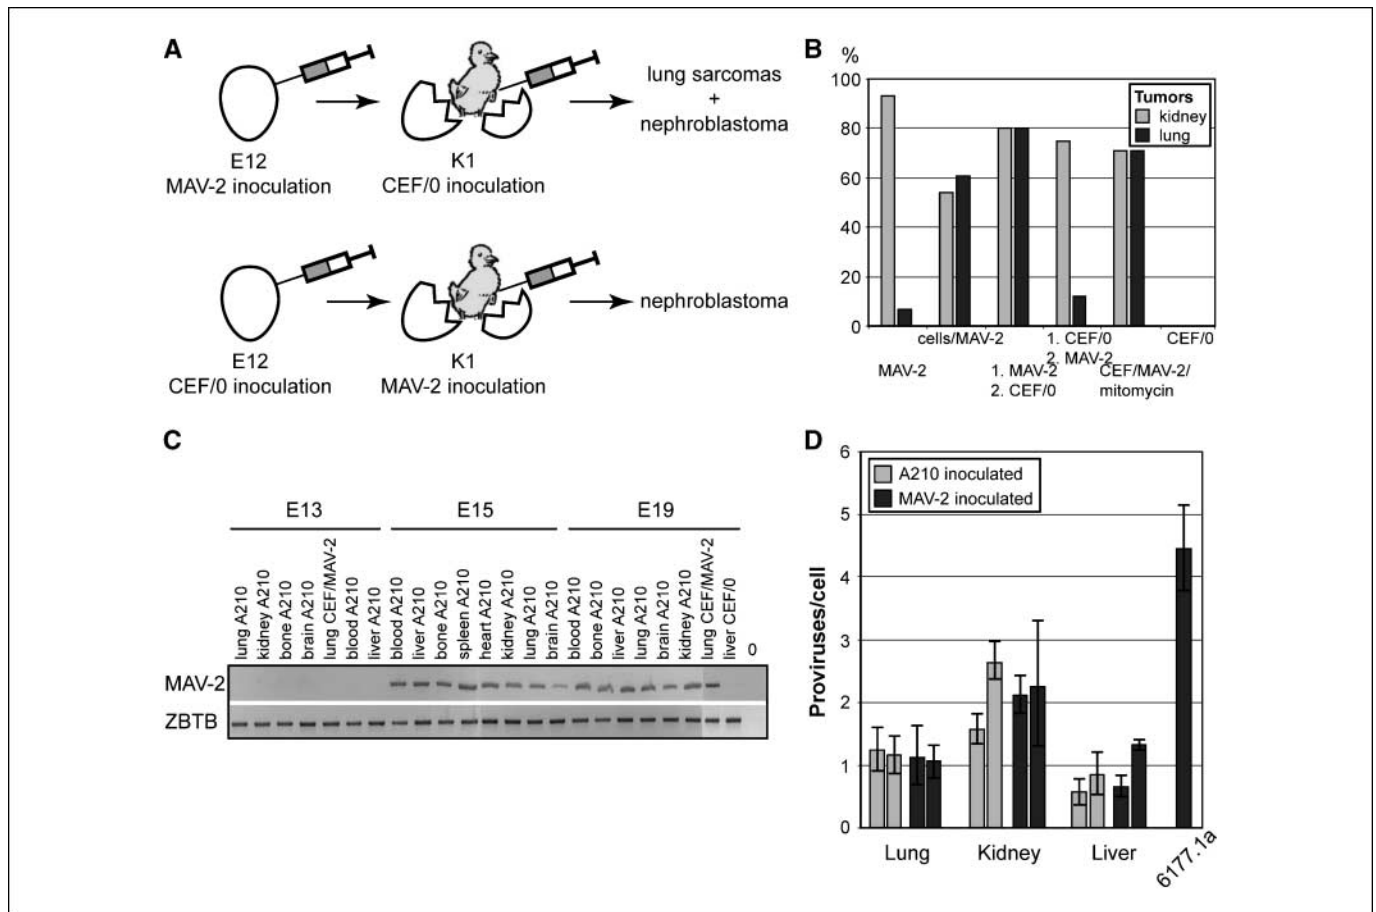 A
E12
MAV-2 inoculation
K1
CEF/0 inoculation
lung sarcomas
+
nephroblastoma
E12
CEF/0 inoculation
K1
MAV-2 inoculation
nephroblastoma
B
%
100
80
60
40
20
0
Tumors
kidney
lung
MAV-2
cells/MAV-2
1. MAV-2
2. CEF/0
1. CEF/0
2. MAV-2
CEF/MAV-2/
mitomycin
CEF/0
C
E13
E15
E19
lung A210
kidney A210
bone A210
brain A210
lung CEF/MAV-2
blood A210
liver A210
blood A210
liver A210
bone A210
spleen A210
heart A210
kidney A210
lung A210
brain A210
blood A210
bone A210
liver A210
lung A210
brain A210
kidney A210
lung CEF/MAV-2
liver CEF/0
0
MAV-2
ZBTB
D
6
5
4
3
2
1
0
Proviruses/cell
A210 inoculated
MAV-2 inoculated
Lung
Kidney
Liver
6177.1a